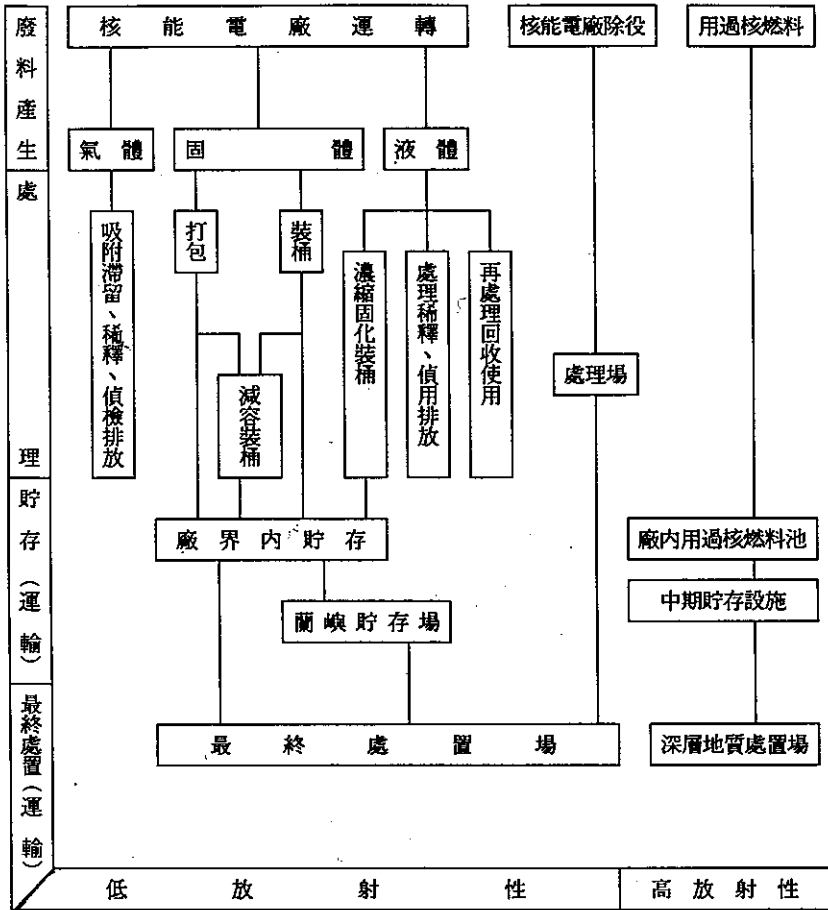 廢料產生
核能電廠運轉
核能電廠除役
用過核燃料
氣體
固體
液體
處理
吸附滯留、稀釋、偵檢排放
打包
裝桶
減容裝桶
濃縮固化裝桶
處理稀釋、偵用排放
再處理回收使用
處理場
貯存（運輸）
廠界内貯存
廠内用過核燃料池
中期貯存設施
蘭嶼貯存場
最終處置（運輸）
最終處置場
深層地質處置場
低放射性
高放射性